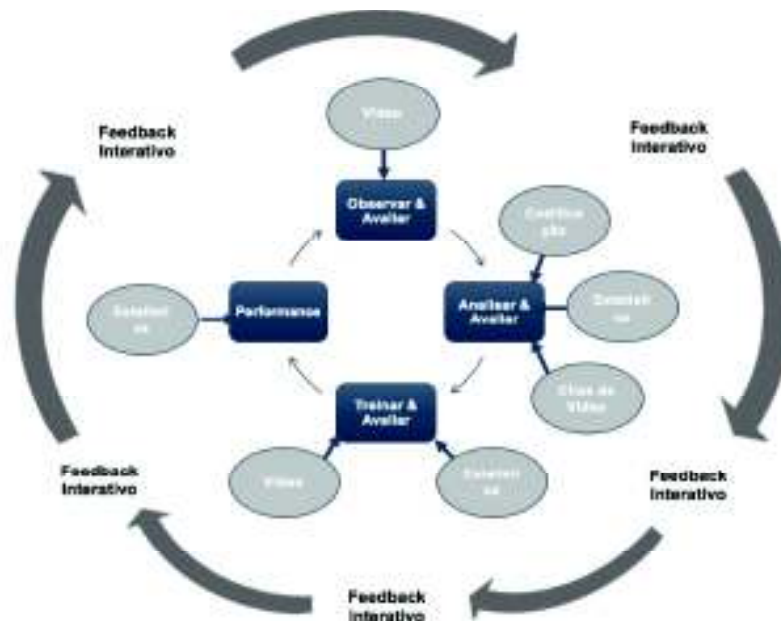 Vídeo
Feedback
Interativo
Feedback
Interativo
Observar &
Avaliar
Performance
Analisar &
Avaliar
Clips de
Vídeo
Treinar &
Avaliar
Vídeo
Feedback
Interativo
Feedback
Interativo
Feedback
Interativo